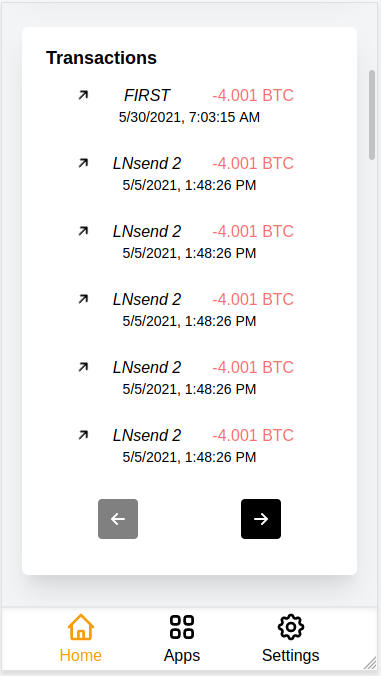 Transactions
FIRST -4.001 BTC
5/30/2021, 7:03:15 AM
LNsend 2 -4.001 BTC
5/5/2021, 1:48:26 PM
LNsend 2 -4.001 BTC
5/5/2021, 1:48:26 PM
LNsend 2 -4.001 BTC
5/5/2021, 1:48:26 PM
LNsend 2 -4.001 BTC
5/5/2021, 1:48:26 PM
LNsend 2 -4.001 BTC
5/5/2021, 1:48:26 PM
Home Apps Settings